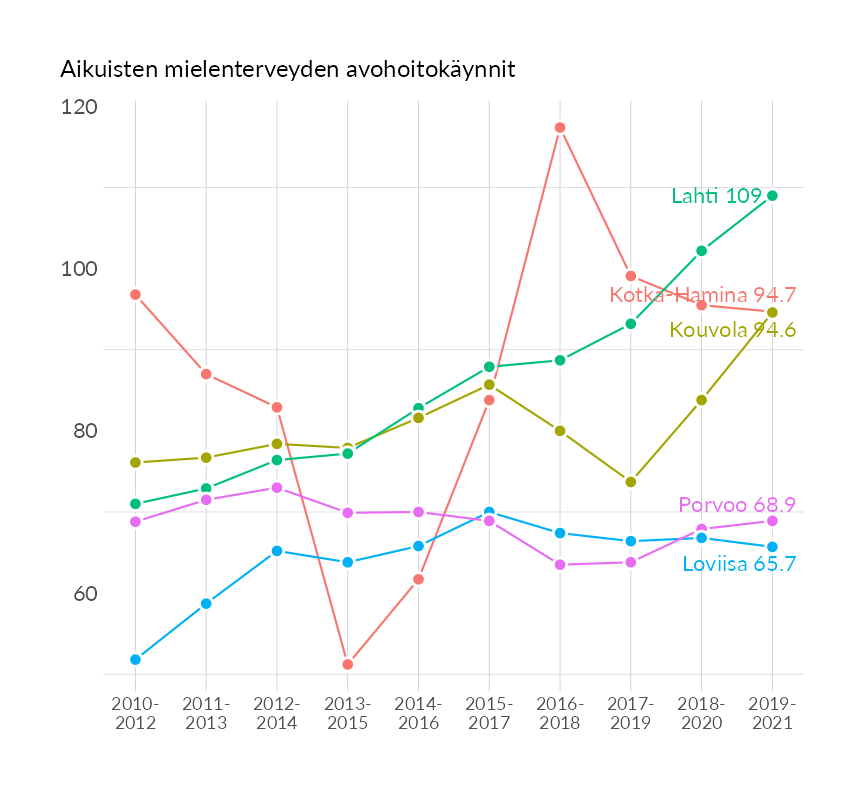 Aikuisten mielenterveyden avohoitokäynnit
120
100
80
60
Lahti 109
Kotka-Hamina 94.7
Kouvola 94.6
Porvoo 68.9
Loviisa 65.7
2010- 2011- 2012- 2013- 2014- 2015- 2016- 2017- 2018- 2019-
2012 2013 2014 2015 2016 2017 2018 2019 2020 2021